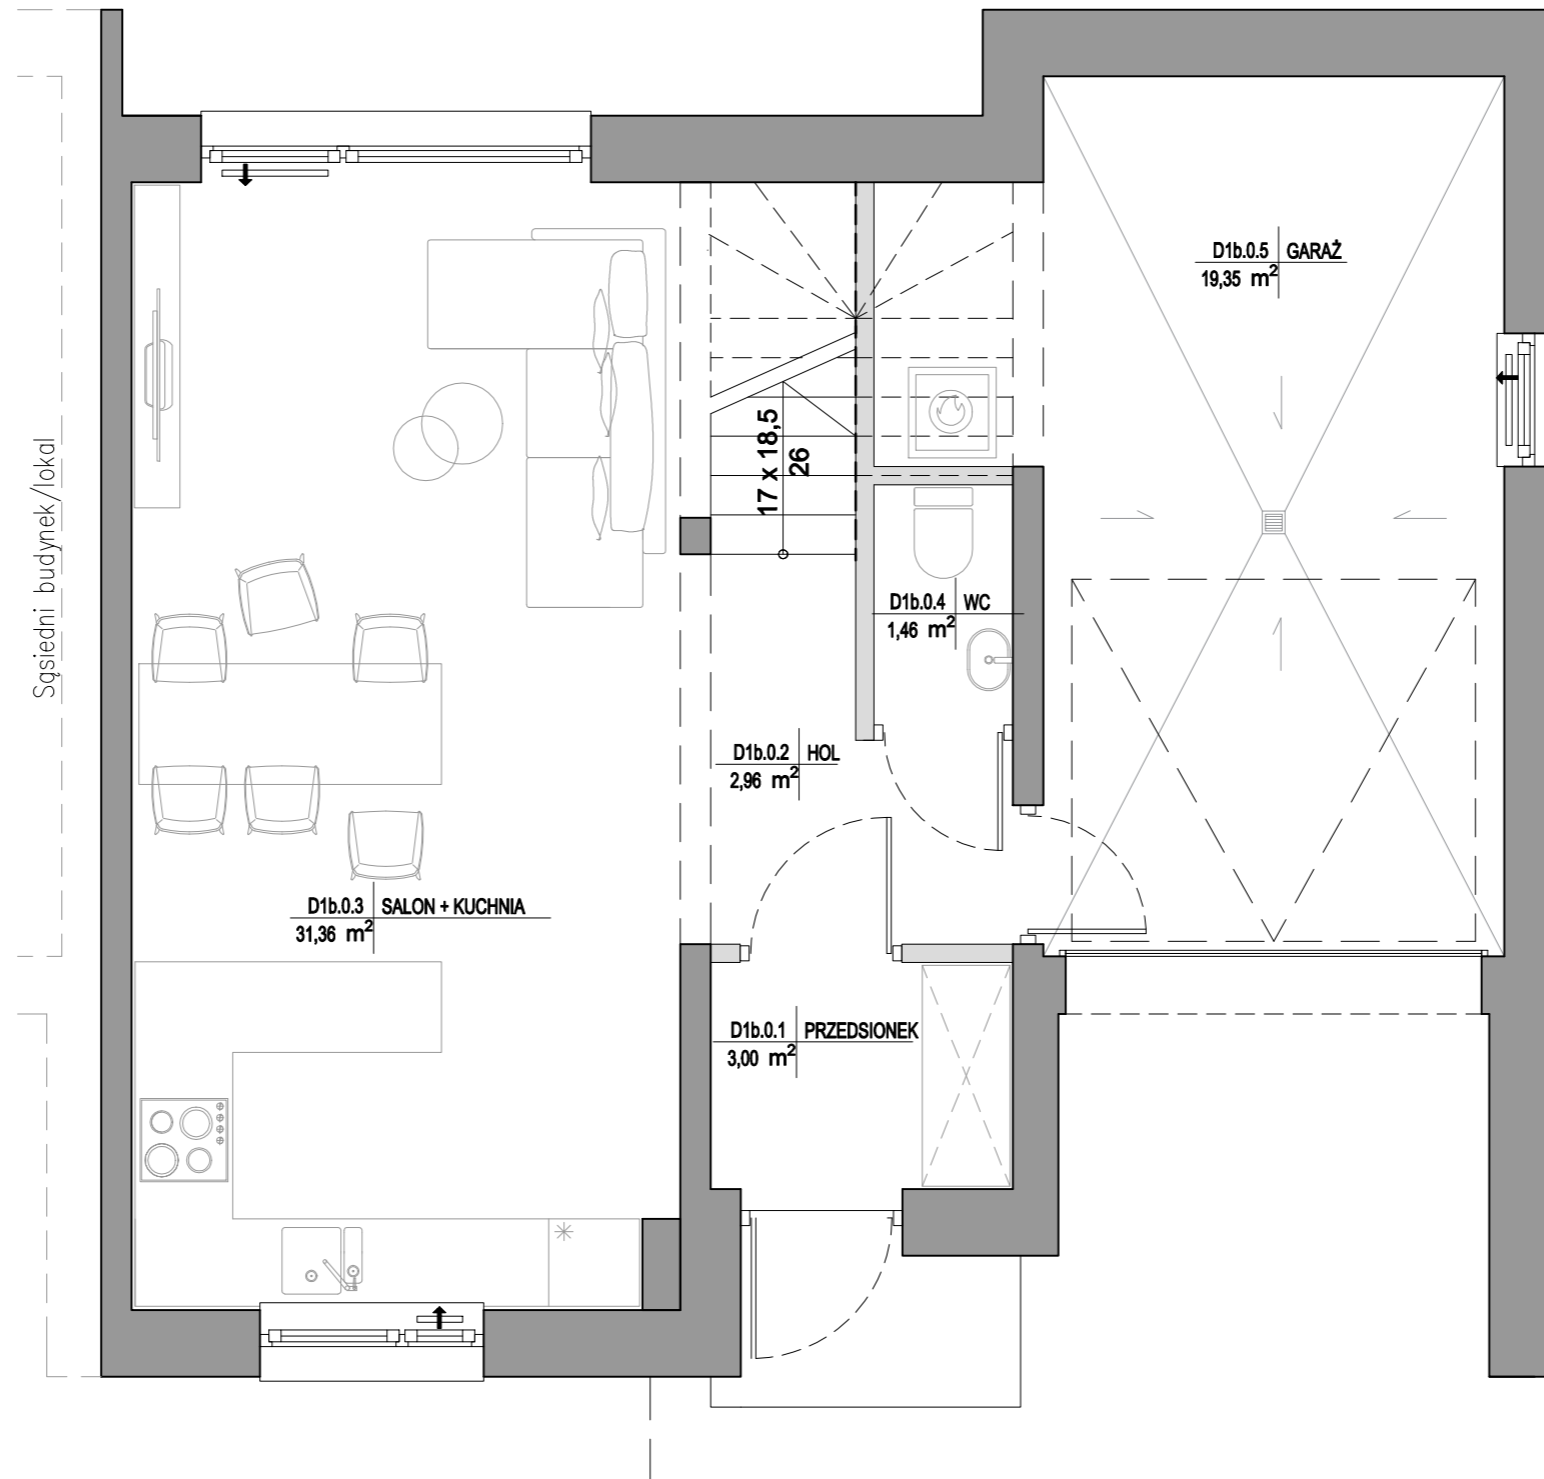 D1b.0.5 GARAŻ
19,35 m²
17 x 18,5
26
Sąsiedni budynek/lokal
D1b.0.4 WC
1,46 m²
D1b.0.2 HOL
2,96 m²
D1b.0.3 SALON + KUCHNIA
31,36 m²
D1b.0.1 PRZEDSIONEK
3,00 m²